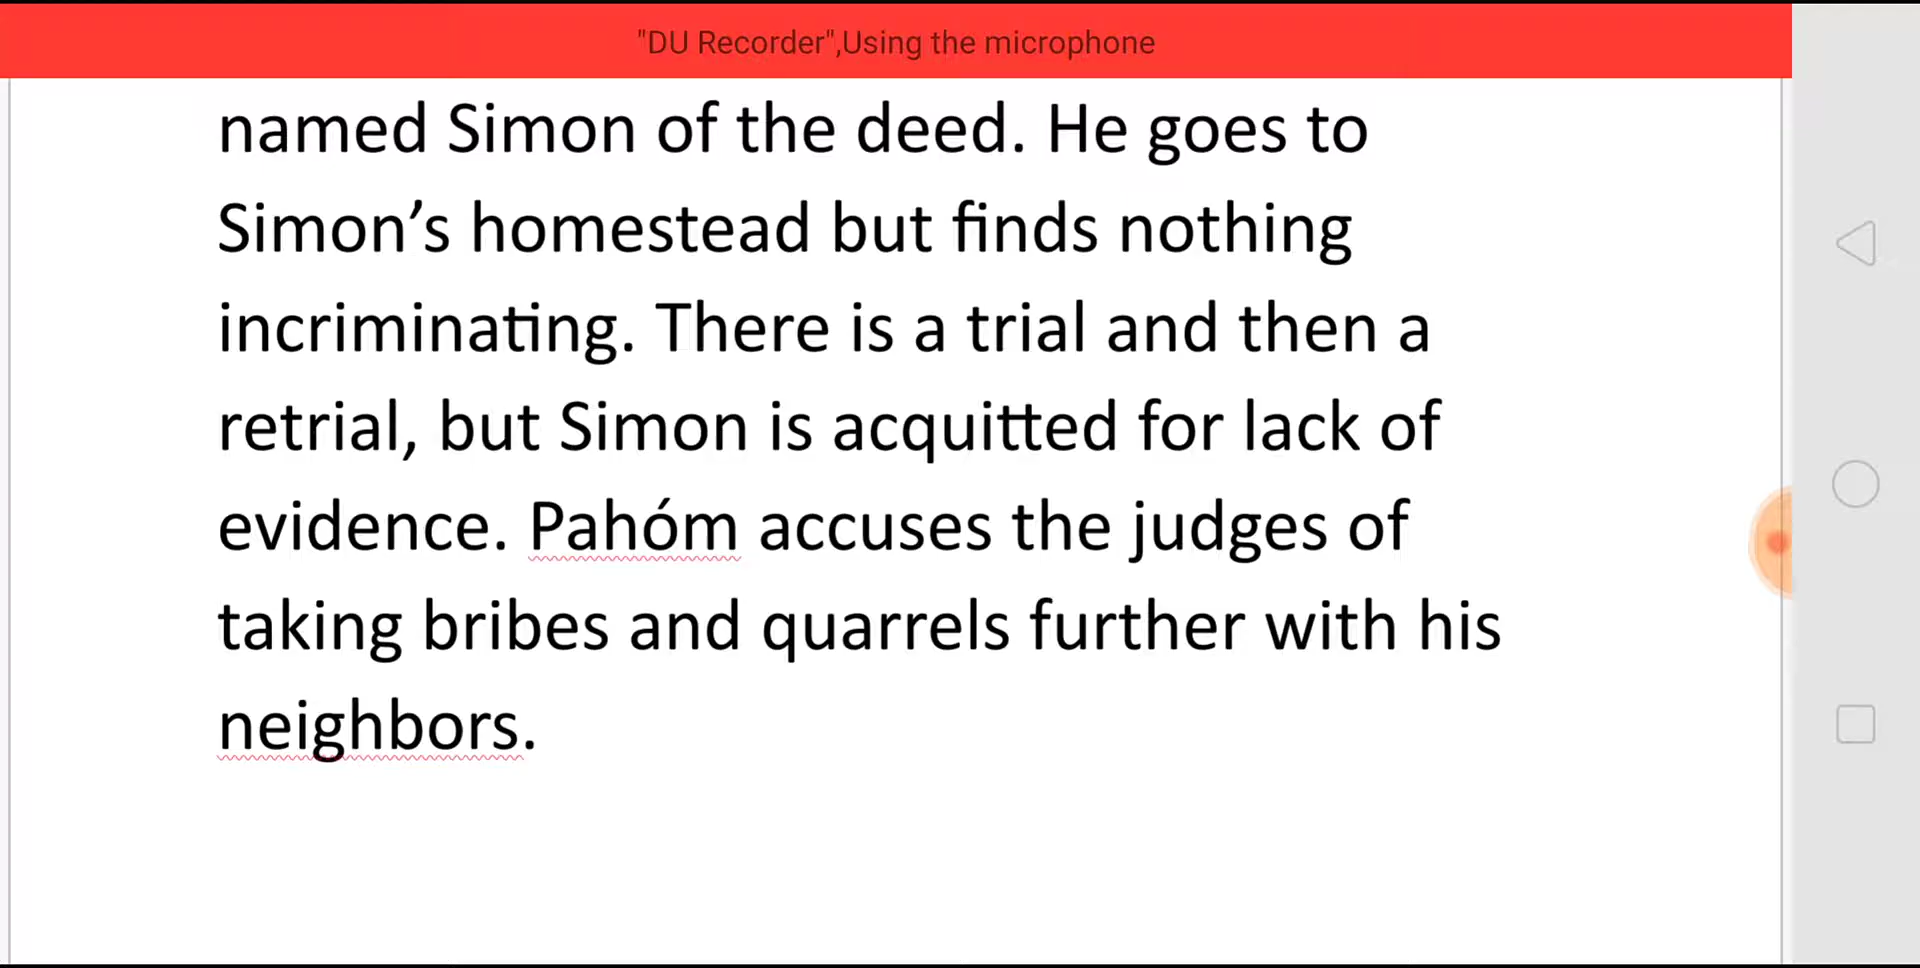 "DU Recorder",Using the microphone
named Simon of the deed. He goes to
Simon’s homestead but finds nothing
incriminating. There is a trial and then a
retrial, but Simon is acquitted for lack of
evidence. Pahóm accuses the judges of
taking bribes and quarrels further with his
neighbors.